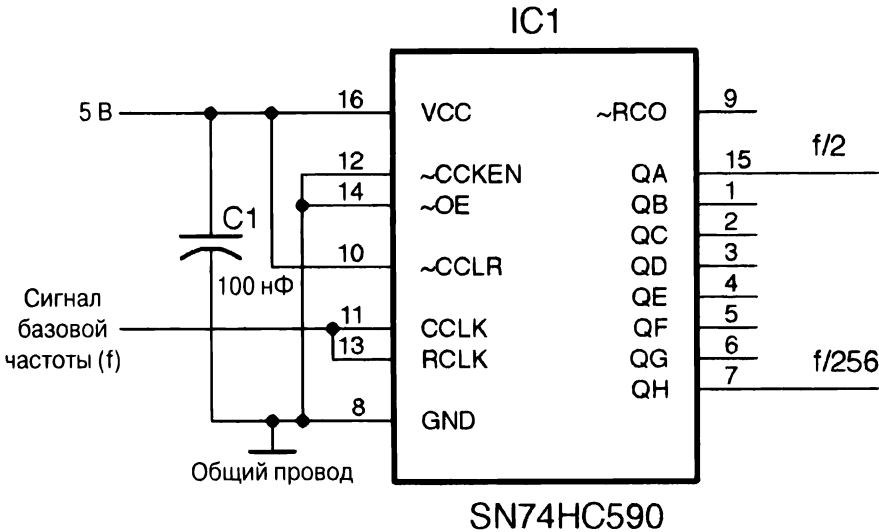 IC1
5 В
16
VCC
~RCO
9
12
~CCKEN
QA
15
f/2
14
~OE
QB
1
C1
QC
2
10
~CCLR
QD
3
100 нФ
QE
4
Сигнал
базовой
частоты (f)
11
CCLK
QF
5
13
RCLK
QG
6
f/256
QH
7
8
GND
Общий провод
SN74HC590